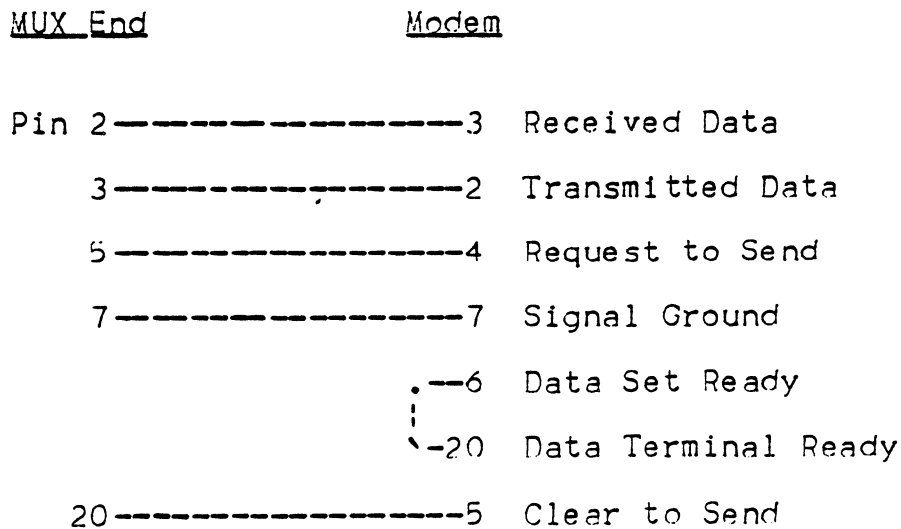 MUX End Modem
Pin 2----------------3 Received Data
3----------------2 Transmitted Data
5----------------4 Request to Send
7----------------7 Signal Ground
.--6 Data Set Ready
`-20 Data Terminal Ready
20----------------5 Clear to Send